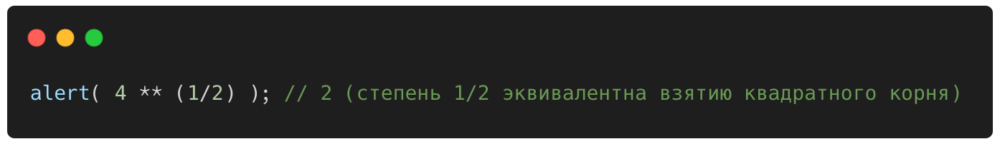 alert( 4 ** (1/2) ); // 2 (степень 1/2 эквивалентна взятию квадратного корня)